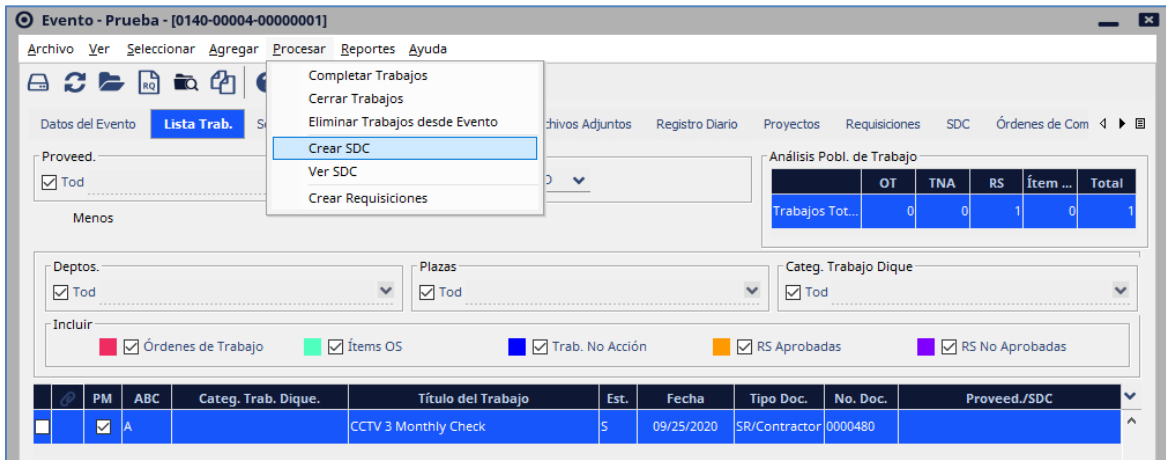 Evento - Prueba - [0140-00004-00000001]
Archivo Ver Seleccionar Agregar Procesar Reportes Ayuda
RQ
Completar Trabajos
Cerrar Trabajos
Eliminar Trabajos desde Evento
Crear SDC
Ver SDC
Crear Requisiciones
Datos del Evento Lista Trab. Adjuntos Registro Diario Proyectos Requisiciones SDC Órdenes de Com
Proveed.
Tod
Menos
Análisis Pobl. de Trabajo
OT TNA RS Ítem ... Total
Trabajos Tot... 0 0 1 0 1
Deptos. Plazas Categ. Trabajo Dique
Tod Tod Tod
Incluir
Órdenes de Trabajo Ítems OS Trab. No Acción RS Aprobadas RS No Aprobadas
PM ABC Categ. Trab. Dique. Título del Trabajo Est. Fecha Tipo Doc. No. Doc. Proveed./SDC
A CCTV 3 Monthly Check S 09/25/2020 SR/Contractor 0000480